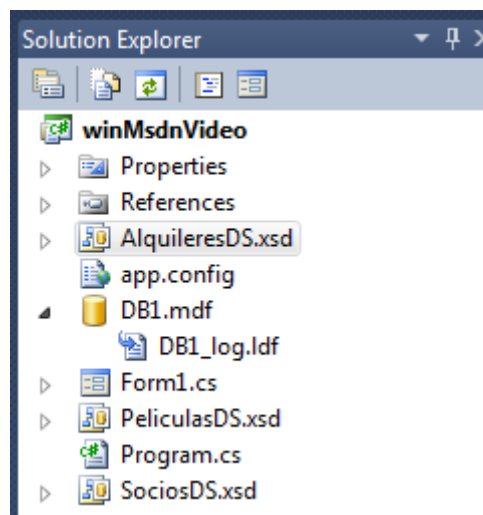 Solution Explorer
winMsdnVideo
Properties
References
AlquileresDS.xsd
app.config
DB1.mdf
DB1_log.ldf
Form1.cs
PeliculasDS.xsd
Program.cs
SociosDS.xsd